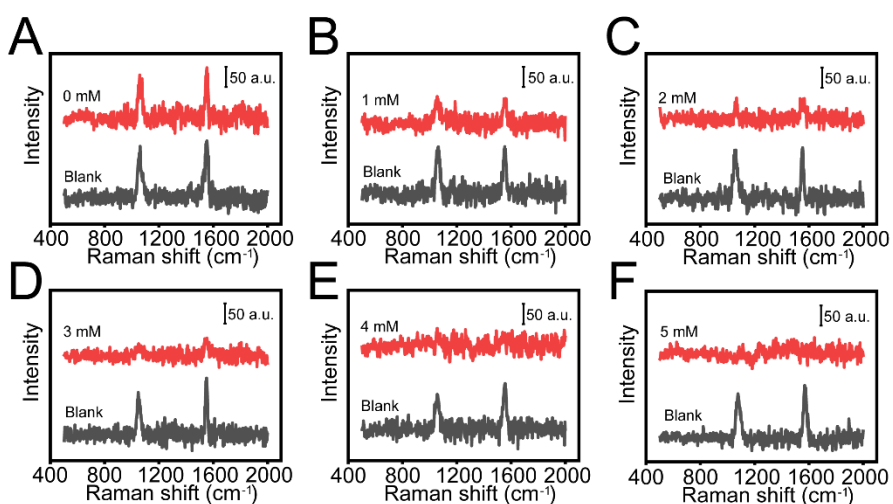 A
Intensity
0 mM
50 a.u.
Blank
400 800 1200 1600 2000
Raman shift (cm⁻¹)
B
Intensity
1 mM
50 a.u.
Blank
400 800 1200 1600 2000
Raman shift (cm⁻¹)
C
Intensity
2 mM
50 a.u.
Blank
400 800 1200 1600 2000
Raman shift (cm⁻¹)
D
Intensity
3 mM
50 a.u.
Blank
400 800 1200 1600 2000
Raman shift (cm⁻¹)
E
Intensity
4 mM
50 a.u.
Blank
400 800 1200 1600 2000
Raman shift (cm⁻¹)
F
Intensity
5 mM
50 a.u.
Blank
400 800 1200 1600 2000
Raman shift (cm⁻¹)